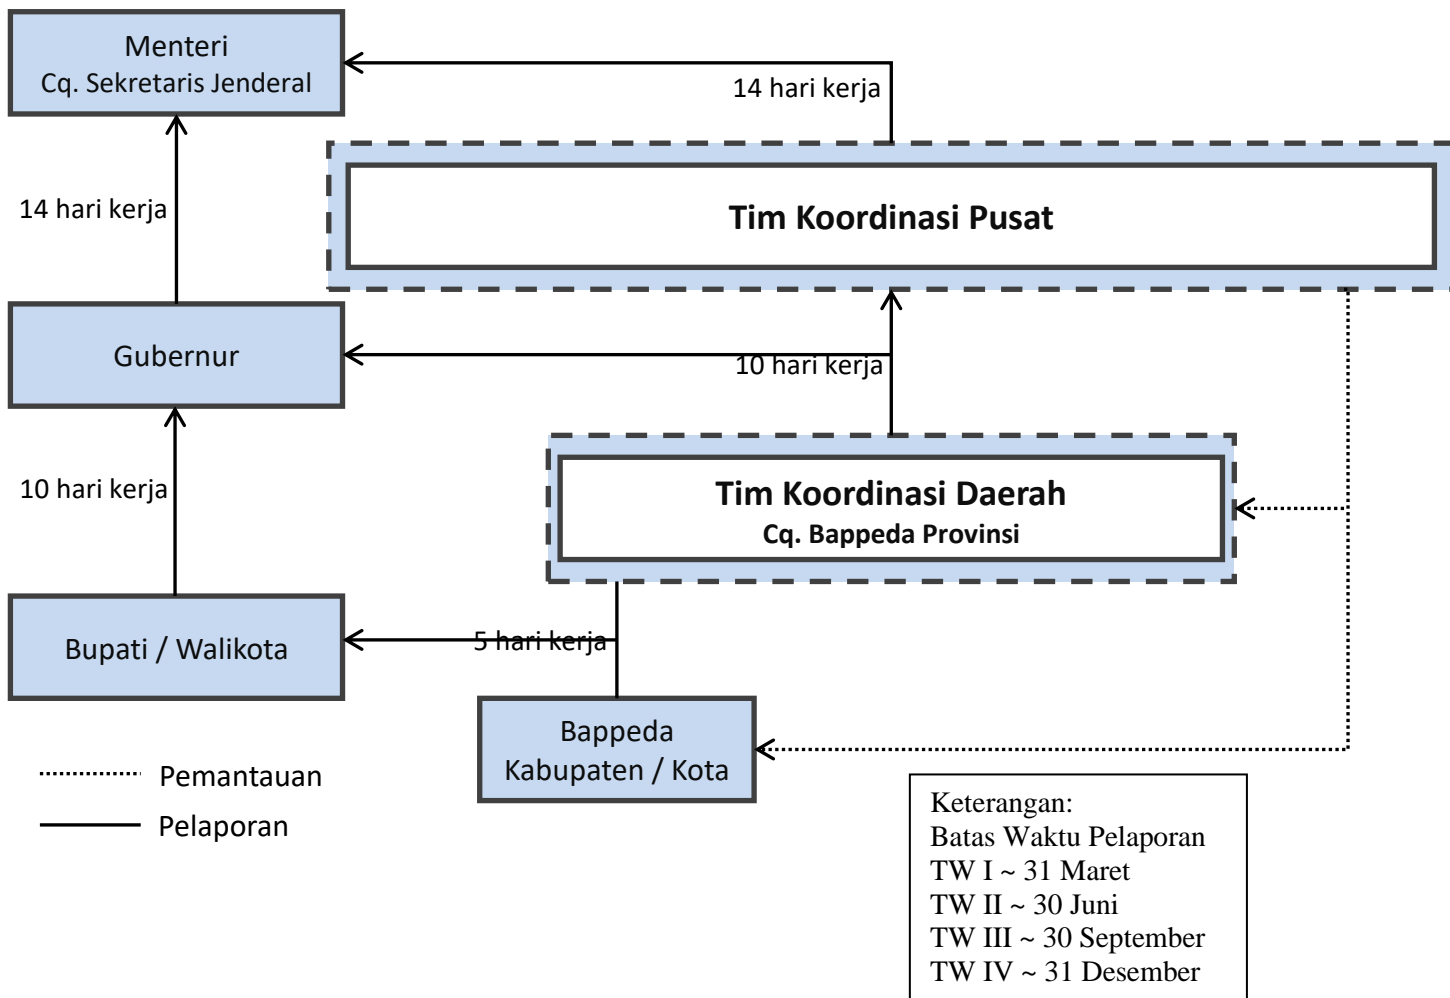 Menteri
Cq. Sekretaris Jenderal
14 hari kerja
14 hari kerja
Tim Koordinasi Pusat
Gubernur
10 hari kerja
10 hari kerja
Tim Koordinasi Daerah
Cq. Bappeda Provinsi
Bupati / Walikota
5 hari kerja
Bappeda
Kabupaten / Kota
Pemantauan
Pelaporan
Keterangan:
Batas Waktu Pelaporan
TW I ~ 31 Maret
TW II ~ 30 Juni
TW III ~ 30 September
TW IV ~ 31 Desember